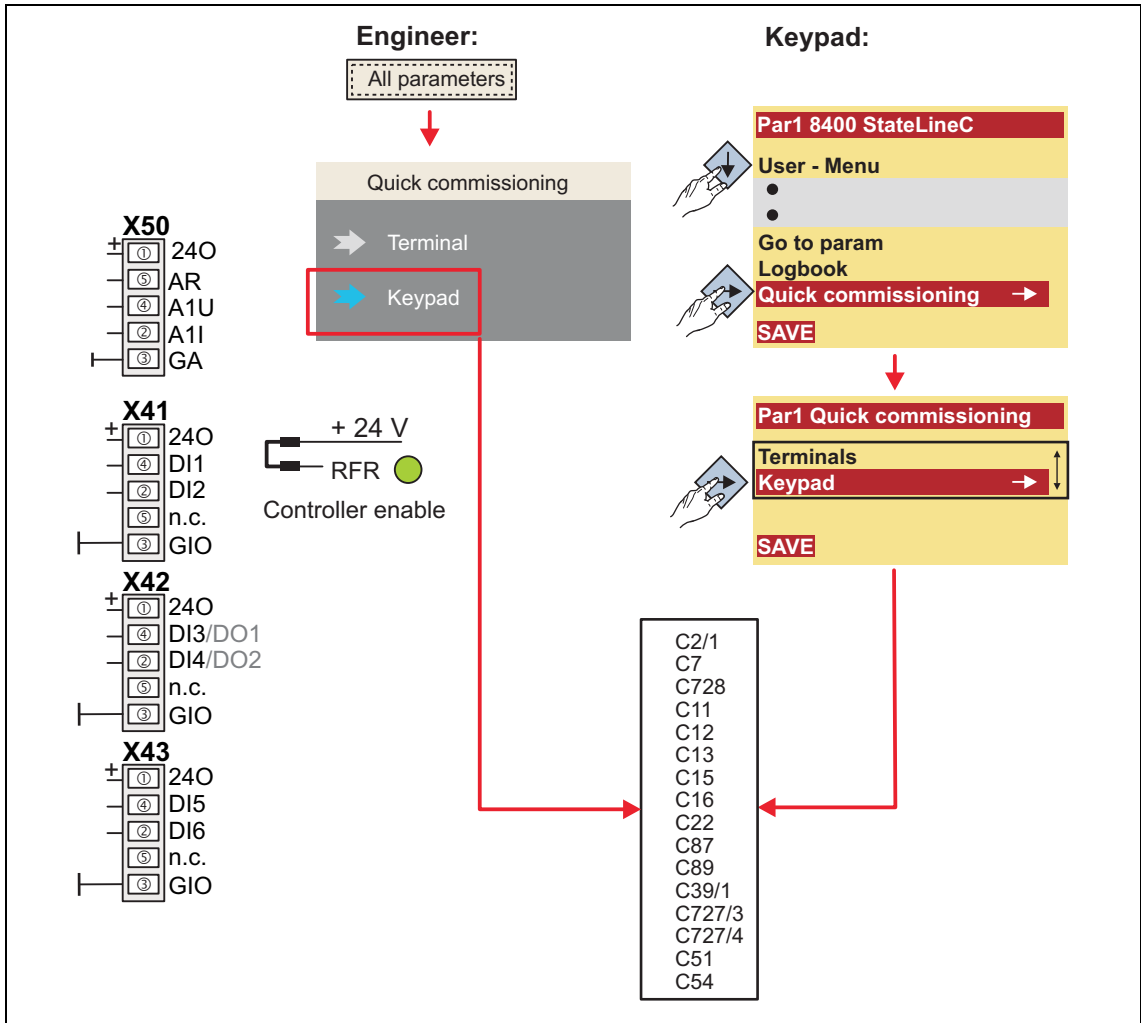 Engineer:
All parameters
Quick commissioning
Terminal
Keypad
Keypad:
Par1 8400 StateLineC
User - Menu
Go to param
Logbook
Quick commissioning
SAVE
Par1 Quick commissioning
Terminals
Keypad
SAVE
X50
+ ① 24O
⑤ AR
④ A1U
② A1I
③ GA
X41
+ ① 24O
④ DI1
② DI2
⑤ n.c.
③ GIO
+ 24 V
RFR
Controller enable
X42
+ ① 24O
④ DI3/DO1
② DI4/DO2
⑤ n.c.
③ GIO
X43
+ ① 24O
④ DI5
② DI6
⑤ n.c.
③ GIO
C2/1
C7
C728
C11
C12
C13
C15
C16
C22
C87
C89
C39/1
C727/3
C727/4
C51
C54